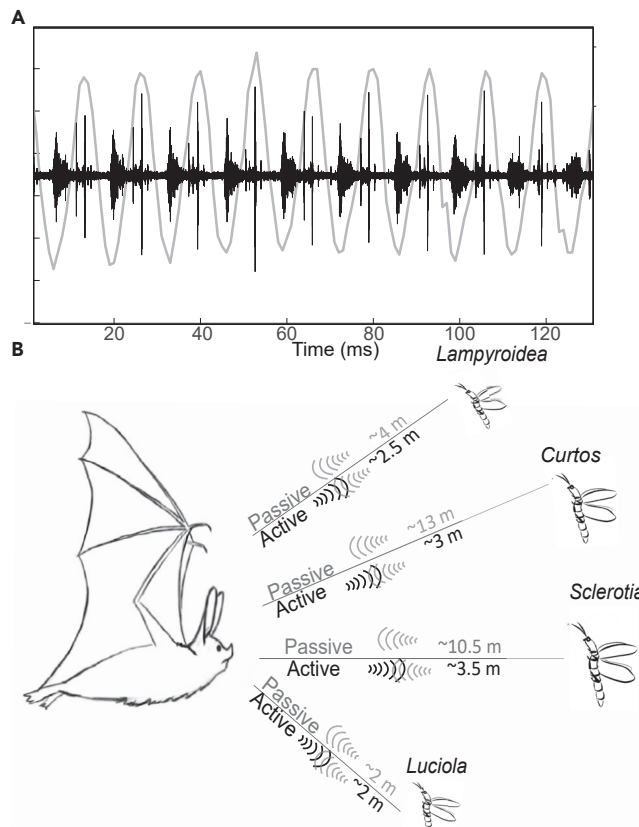 A
20 40 60 80 100 120
Time (ms)
B
Lampyroidea
Passive ~4 m
Active ~2.5 m
Curtos
Passive ~13 m
Active ~3 m
Sclerotia
Passive ~10.5 m
Active ~3.5 m
Passive ~2 m
Active ~2 m
Luciola